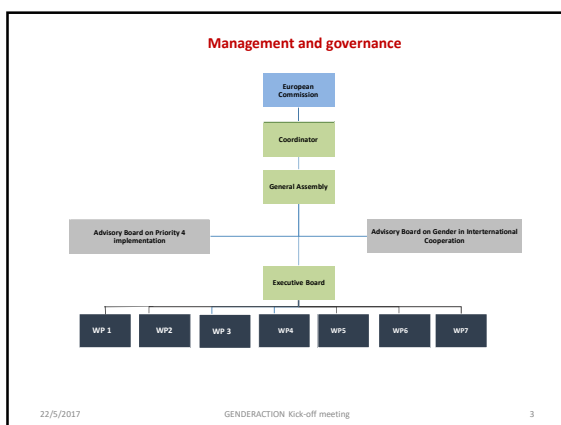 Management and governance
European
Commission
Coordinator
General Assembly
Advisory Board on Priority 4
implementation
Advisory Board on Gender in Interternational
Cooperation
Executive Board
WP 1
WP2
WP 3
WP4
WP5
WP6
WP7
22/5/2017
GENDERACTION Kick-off meeting
3